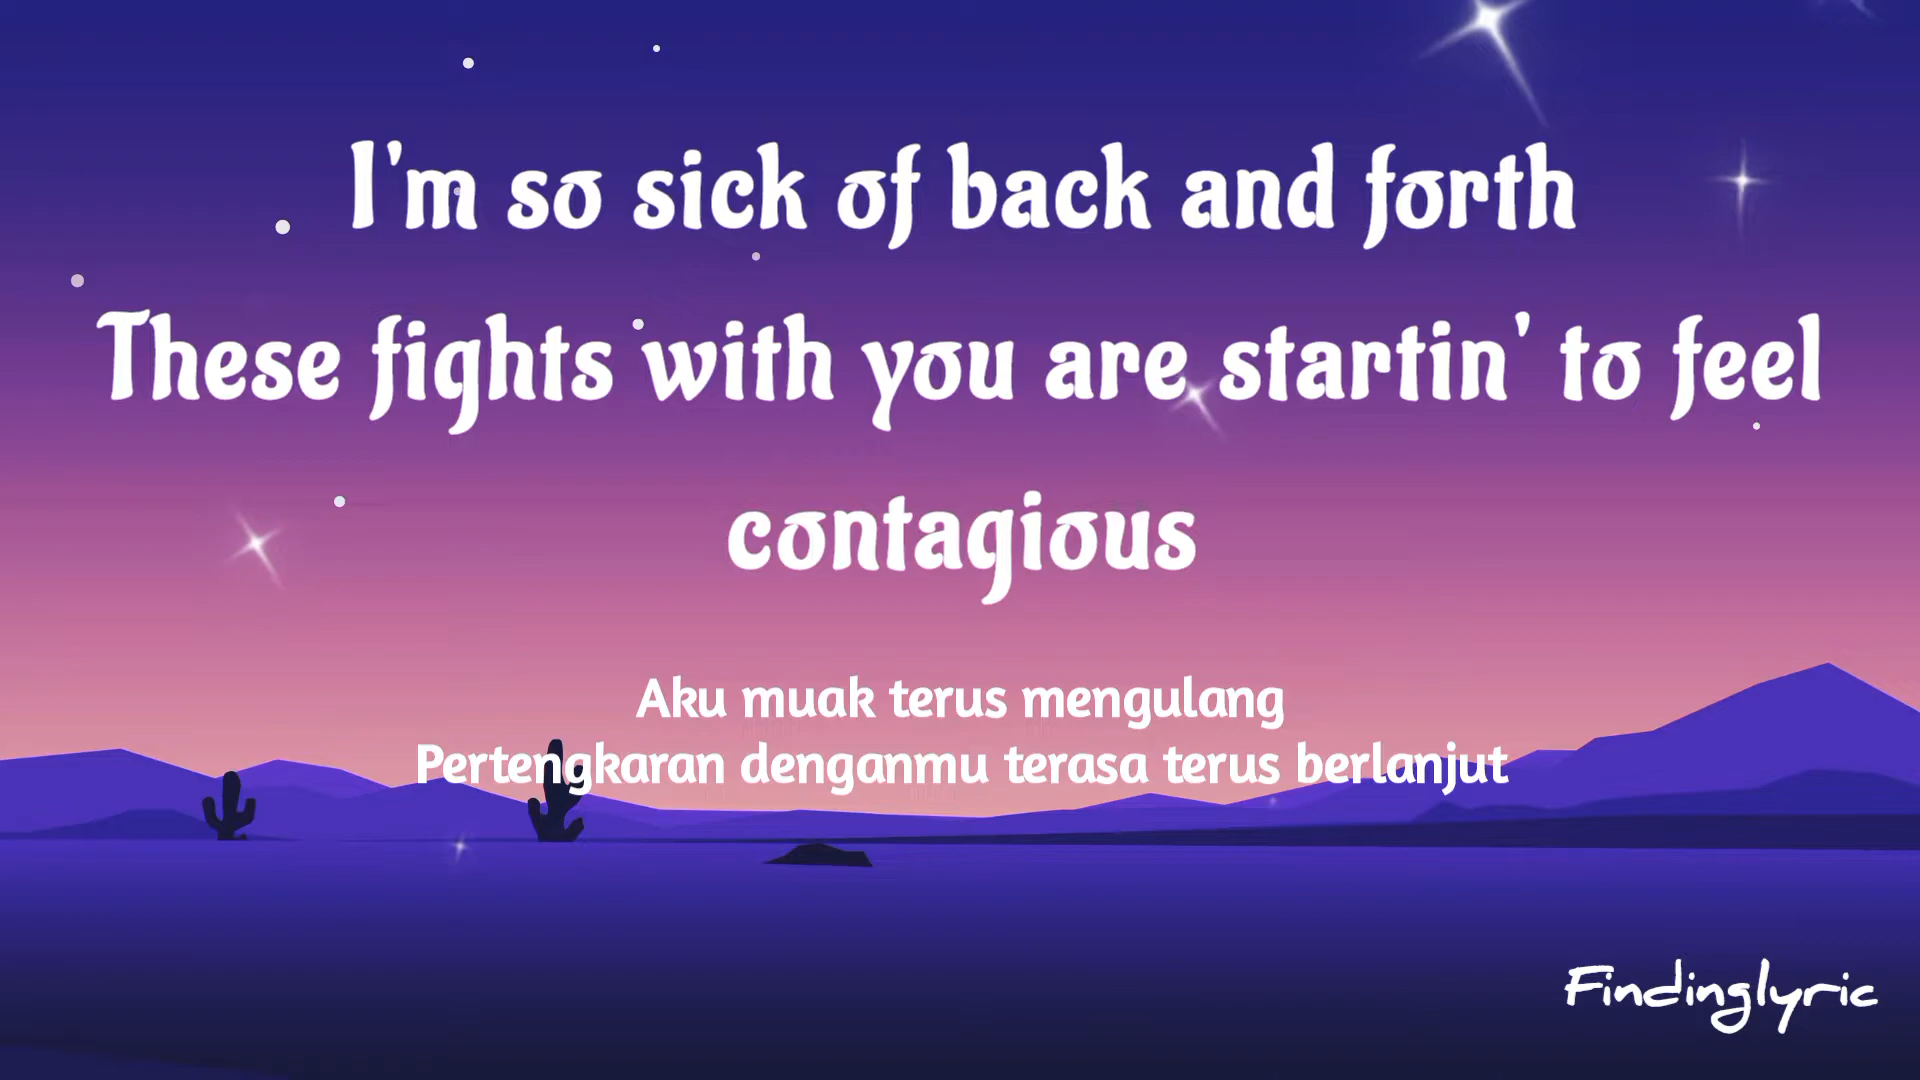 I'm so sick of back and forth
These fights with you are startin' to feel
contagious
Aku muak terus mengulang
Pertengkaran denganmu terasa terus berlanjut
Findinglyric